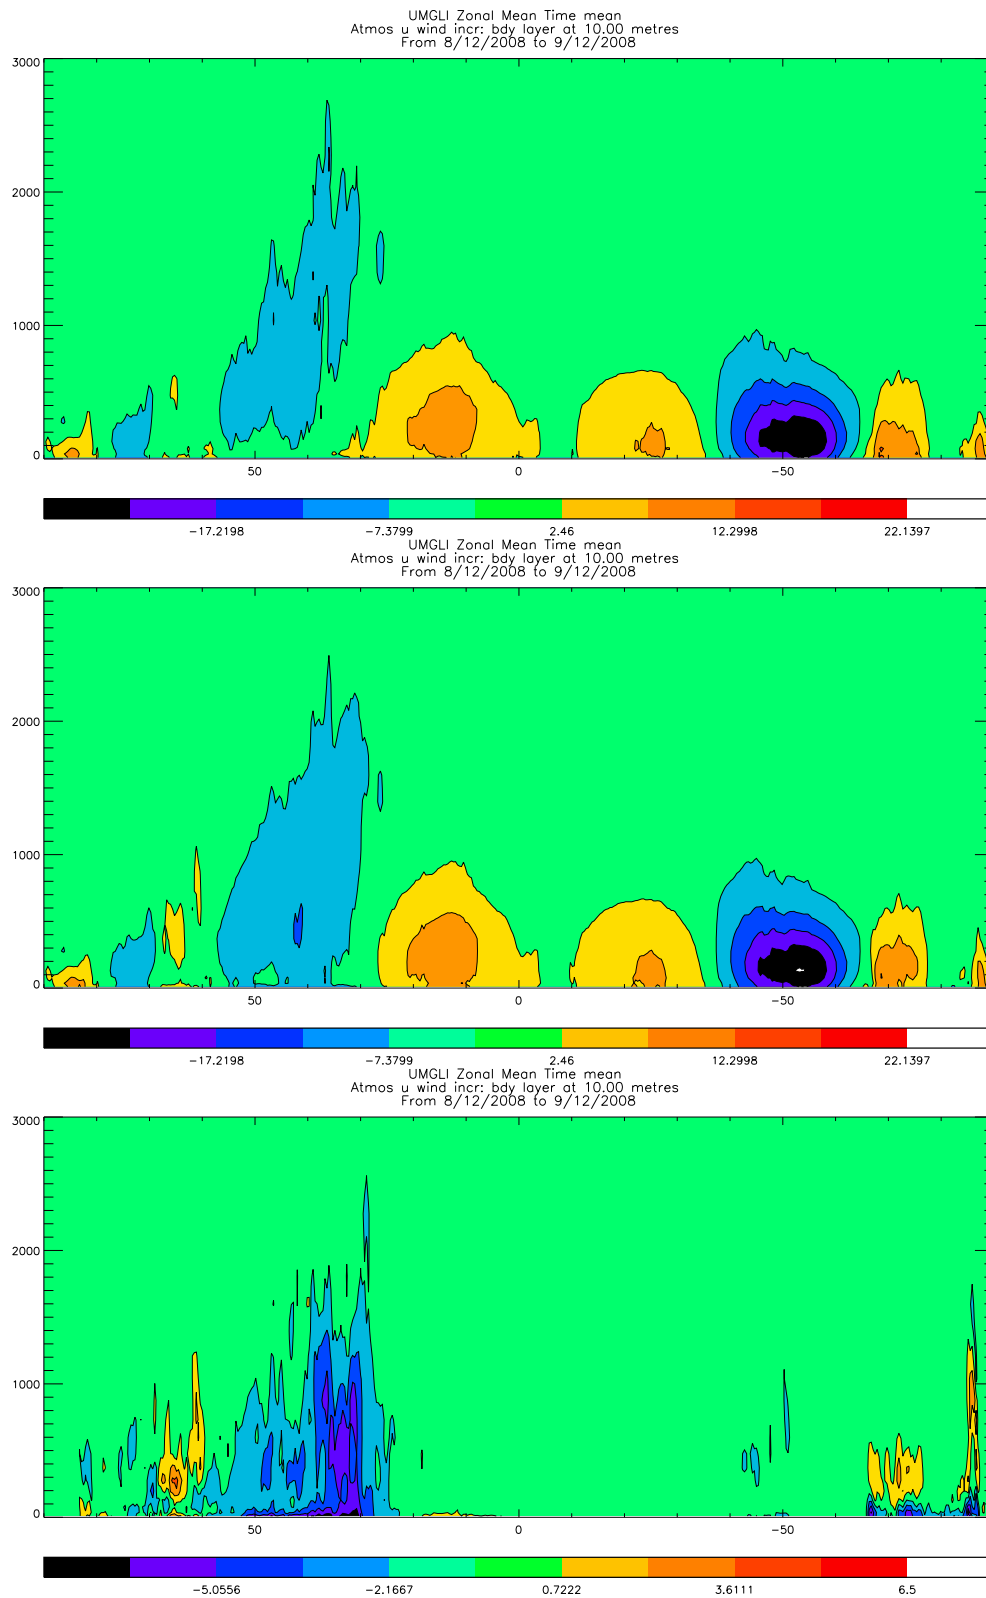 UMGLI Zonal Mean Time mean
Atmos u wind incr: bdy layer at 10.00 metres
From 8/12/2008 to 9/12/2008
3000
2000
1000
0
50 0 −50
−17.2198 −7.3799 2.46 12.2998 22.1397
UMGLI Zonal Mean Time mean
Atmos u wind incr: bdy layer at 10.00 metres
From 8/12/2008 to 9/12/2008
3000
2000
1000
0
50 0 −50
−17.2198 −7.3799 2.46 12.2998 22.1397
UMGLI Zonal Mean Time mean
Atmos u wind incr: bdy layer at 10.00 metres
From 8/12/2008 to 9/12/2008
3000
2000
1000
0
50 0 −50
−5.0556 −2.1667 0.7222 3.6111 6.5